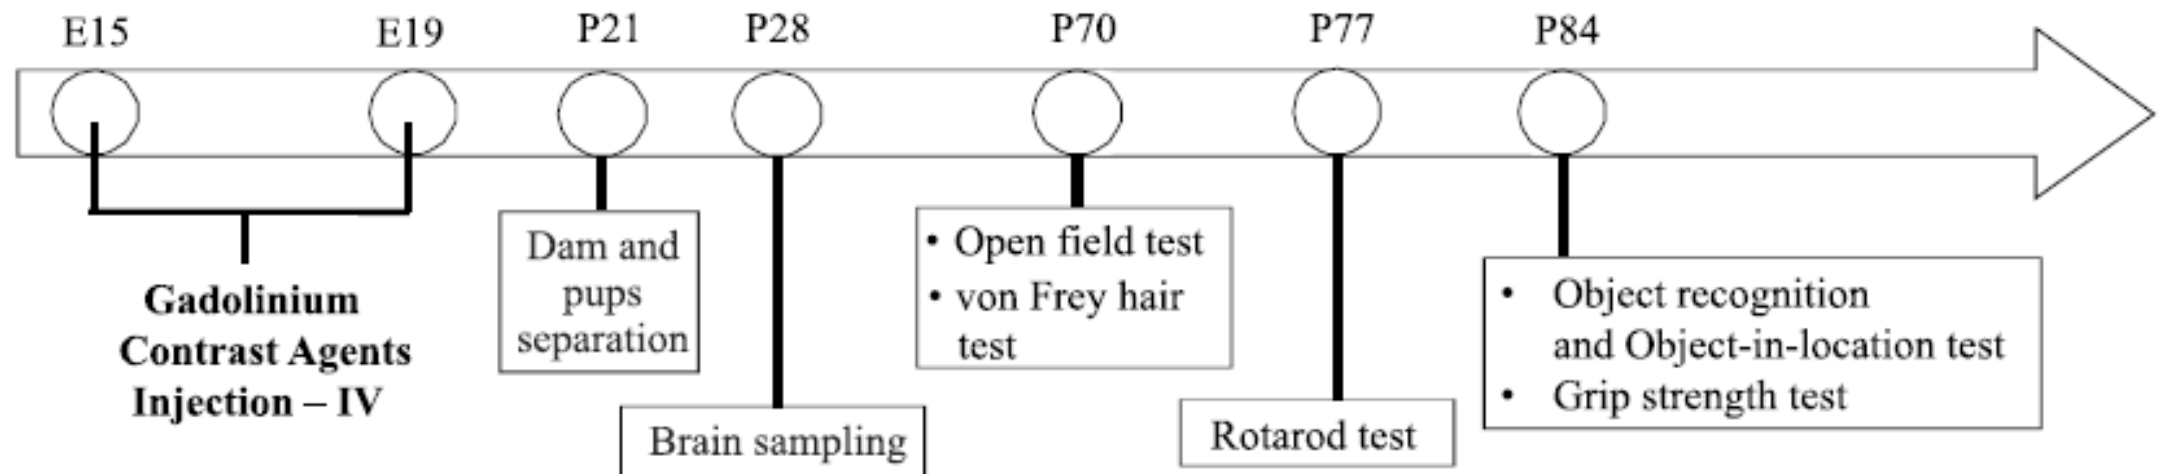 E15 E19 P21 P28 P70 P77 P84
Gadolinium
Contrast Agents
Injection – IV
Dam and
pups
separation
Brain sampling
• Open field test
• von Frey hair
test
Rotarod test
• Object recognition
and Object-in-location test
• Grip strength test